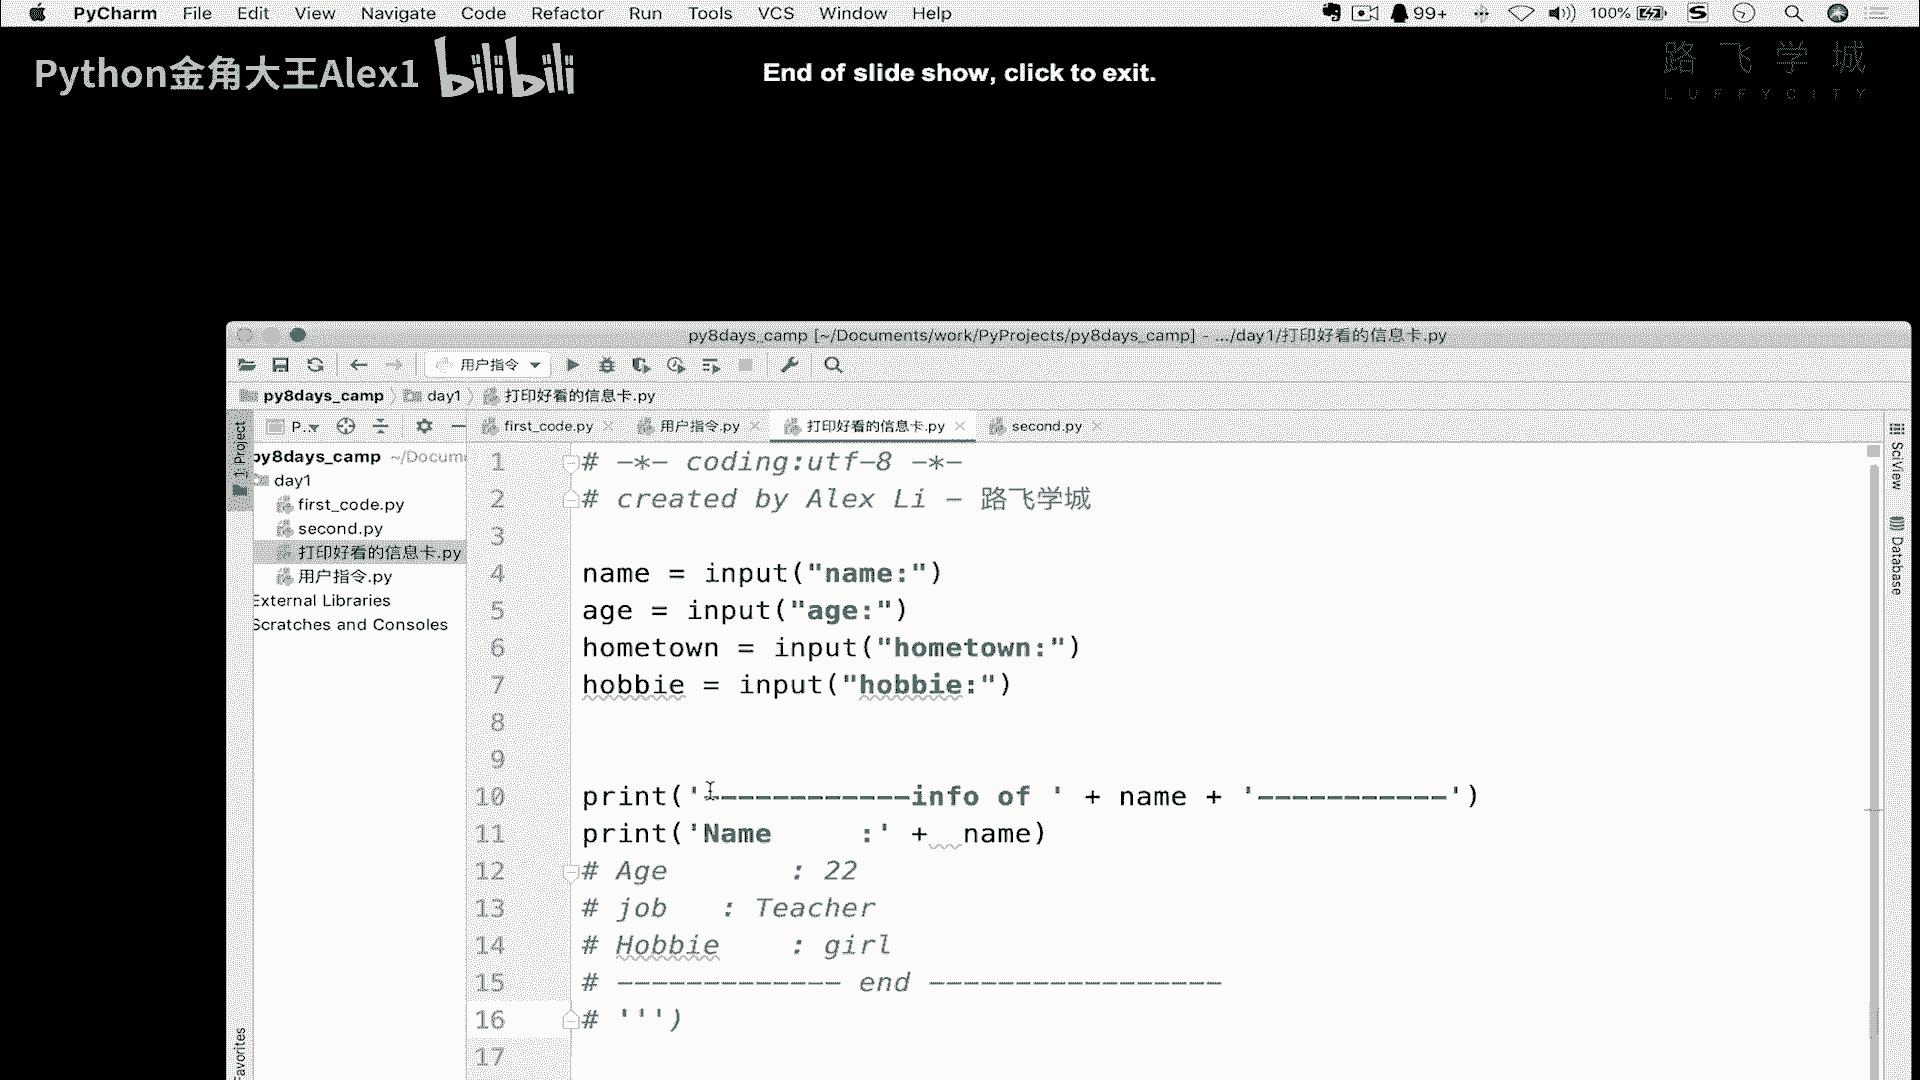 PyCharm File Edit View Navigate Code Refactor Run Tools VCS Window Help 99+ 100%
Python金角大王Alex1 bilibili
End of slide show, click to exit.
路飞学城
LUFFYCITY
py8days_camp [~/Documents/work/PyProjects/py8days_camp] - .../day1/打印好看的信息卡.py
用户指令
py8days_camp day1 打印好看的信息卡.py
1: Project
P..
first_code.py 用户指令.py 打印好看的信息卡.py second.py
py8days_camp ~/Docum
day1
first_code.py
second.py
打印好看的信息卡.py
用户指令.py
External Libraries
Scratches and Consoles
1 # -*- coding:utf-8 -*-
2 # created by Alex Li - 路飞学城
3
4 name = input("name:")
5 age = input("age:")
6 hometown = input("hometown:")
7 hobbie = input("hobbie:")
8
9
10 print('------------info of ' + name + '-----------')
11 print('Name     :' +  name)
12 # Age       : 22
13 # job   : Teacher
14 # Hobbie    : girl
15 # ------------- end -----------------
16 # ''')
17
SciView
Database
Favorites